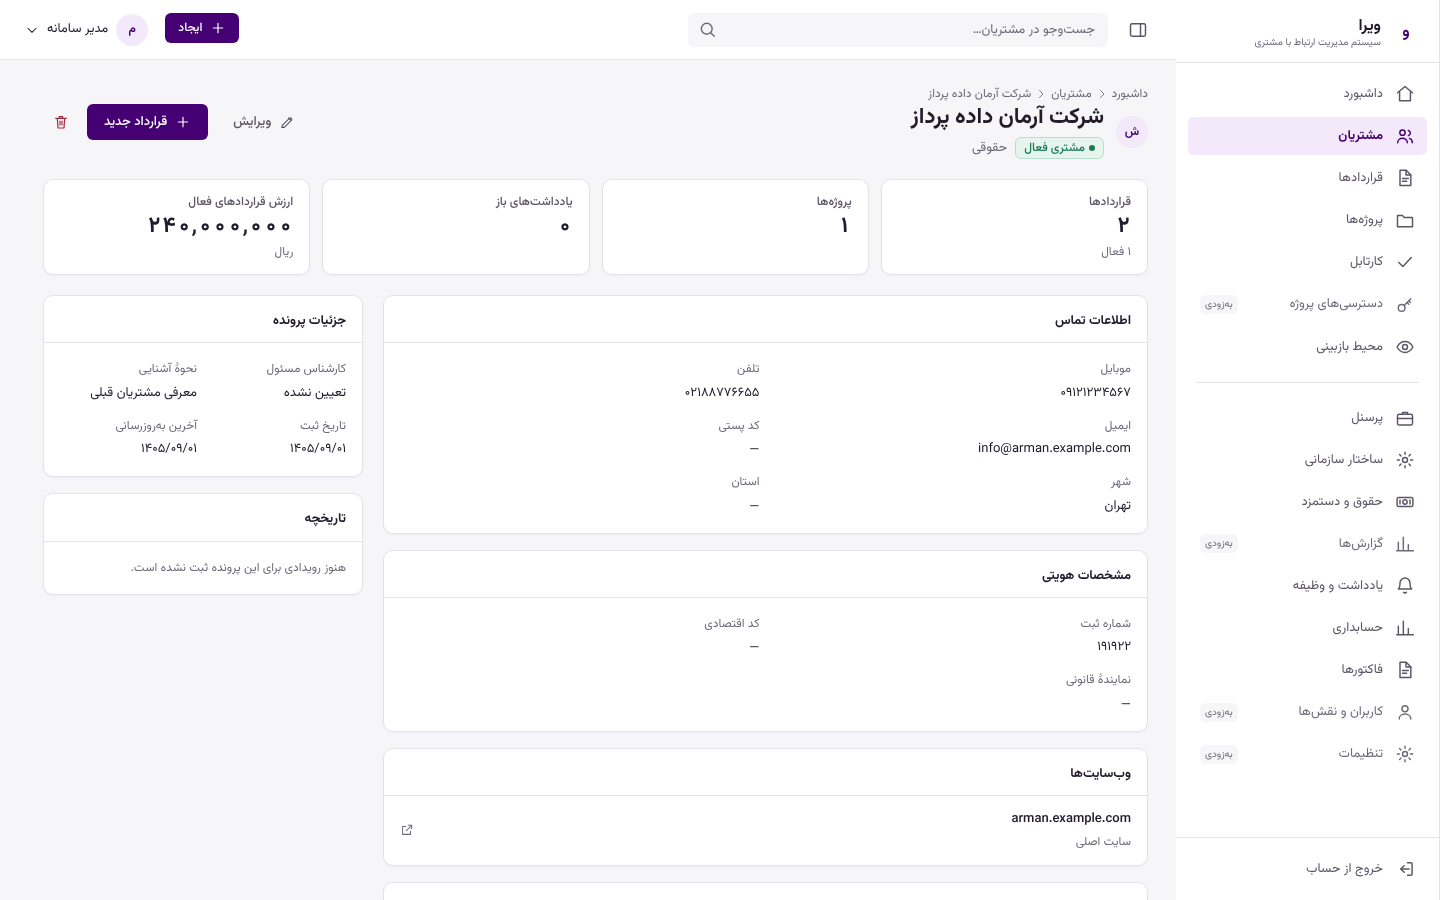 و
ویرا
سیستم مدیریت ارتباط با مشتری
داشبورد
مشتریان
قراردادها
پروژه‌ها
کارتابل
دسترسی‌های پروژه
به‌زودی
محیط بازبینی
پرسنل
ساختار سازمانی
حقوق و دستمزد
گزارش‌ها
به‌زودی
یادداشت و وظیفه
حسابداری
فاکتورها
کاربران و نقش‌ها
به‌زودی
تنظیمات
به‌زودی
خروج از حساب
جست‌وجو در مشتریان...
ایجاد
م
مدیر سامانه
داشبورد
مشتریان
شرکت آرمان داده پرداز
ش
شرکت آرمان داده پرداز
مشتری فعال
حقوقی
ویرایش
قرارداد جدید
قراردادها
۲
۱ فعال
پروژه‌ها
۱
یادداشت‌های باز
۰
ارزش قراردادهای فعال
۲۴۰,۰۰۰,۰۰۰
ریال
اطلاعات تماس
موبایل
تلفن
۰۹۱۲۱۲۳۴۵۶۷
۰۲۱۸۸۷۷۶۶۵۵
ایمیل
کد پستی
info@arman.example.com
—
شهر
استان
تهران
—
مشخصات هویتی
شماره ثبت
کد اقتصادی
۱۹۱۹۲۲
—
نمایندهٔ قانونی
—
وب‌سایت‌ها
arman.example.com
سایت اصلی
جزئیات پرونده
کارشناس مسئول
نحوهٔ آشنایی
تعیین نشده
معرفی مشتریان قبلی
تاریخ ثبت
آخرین به‌روزرسانی
۱۴۰۵/۰۹/۰۱
۱۴۰۵/۰۹/۰۱
تاریخچه
هنوز رویدادی برای این پرونده ثبت نشده است.